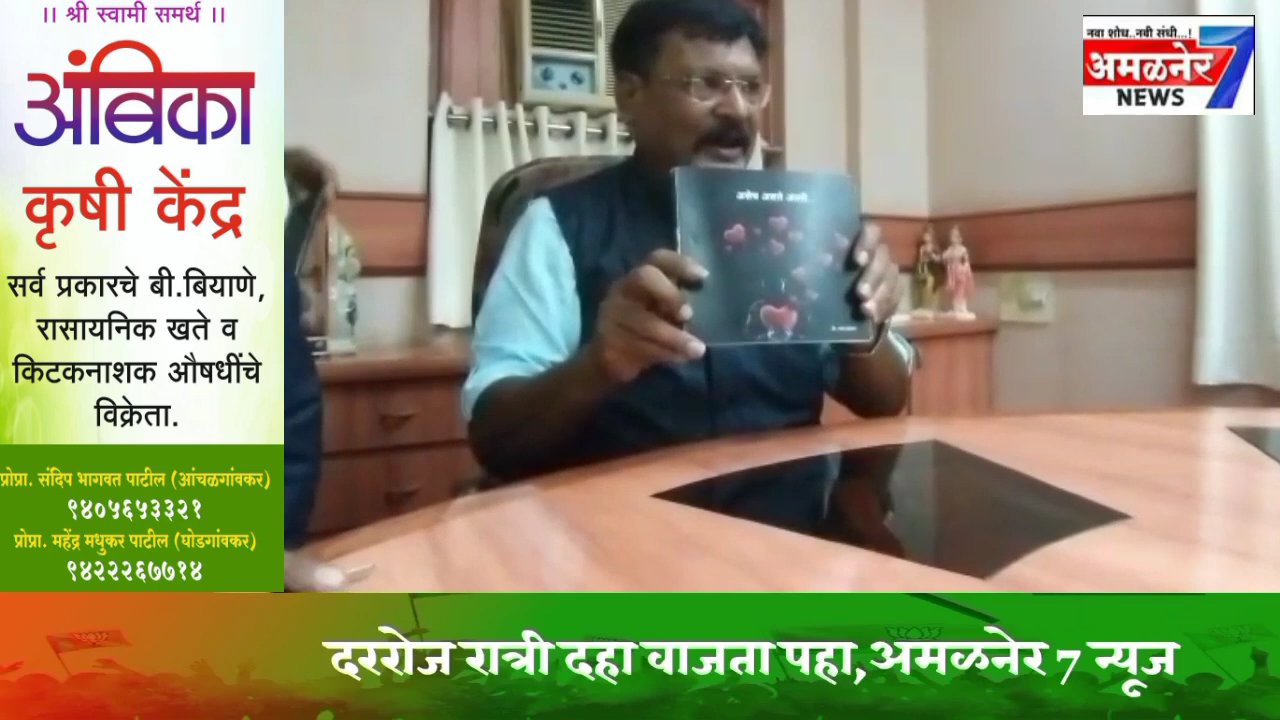 ।। श्री स्वामी समर्थ ।।
अंबिका
कृषी केंद्र
सर्व प्रकारचे बी.बियाणे,
रासायनिक खते व
किटकनाशक औषधींचे
विक्रेता.
प्रोप्रा. संदिप भागवत पाटील (आंचळगांवकर)
९४०५६५३३२१
प्रोप्रा. महेंद्र मधुकर पाटील (घोडगांवकर)
९४२२२६७७१४
नवा शोध..नवी संधी...!
अमळनेर 7
NEWS
दररोज रात्री दहा वाजता पहा,अमळनेर 7 न्यूज